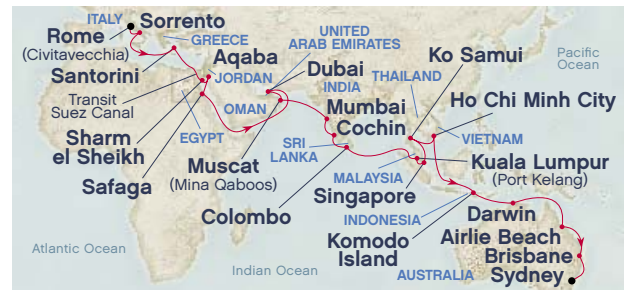 ITALY
Sorrento
Rome
(Civitavecchia)
GREECE
Santorini
Aqaba
JORDAN
Transit
Suez Canal
EGYPT
Sharm
el Sheikh
Safaga
UNITED
ARAB EMIRATES
Dubai
OMAN
Muscat
(Mina Qaboos)
INDIA
Mumbai
Cochin
SRI
LANKA
Colombo
Ko Samui
THAILAND
Ho Chi Minh City
VIETNAM
Kuala Lumpur
(Port Kelang)
MALAYSIA
Singapore
INDONESIA
Komodo
Island
Darwin
Airlie Beach
Brisbane
AUSTRALIA
Sydney
Pacific
Ocean
Atlantic Ocean
Indian Ocean